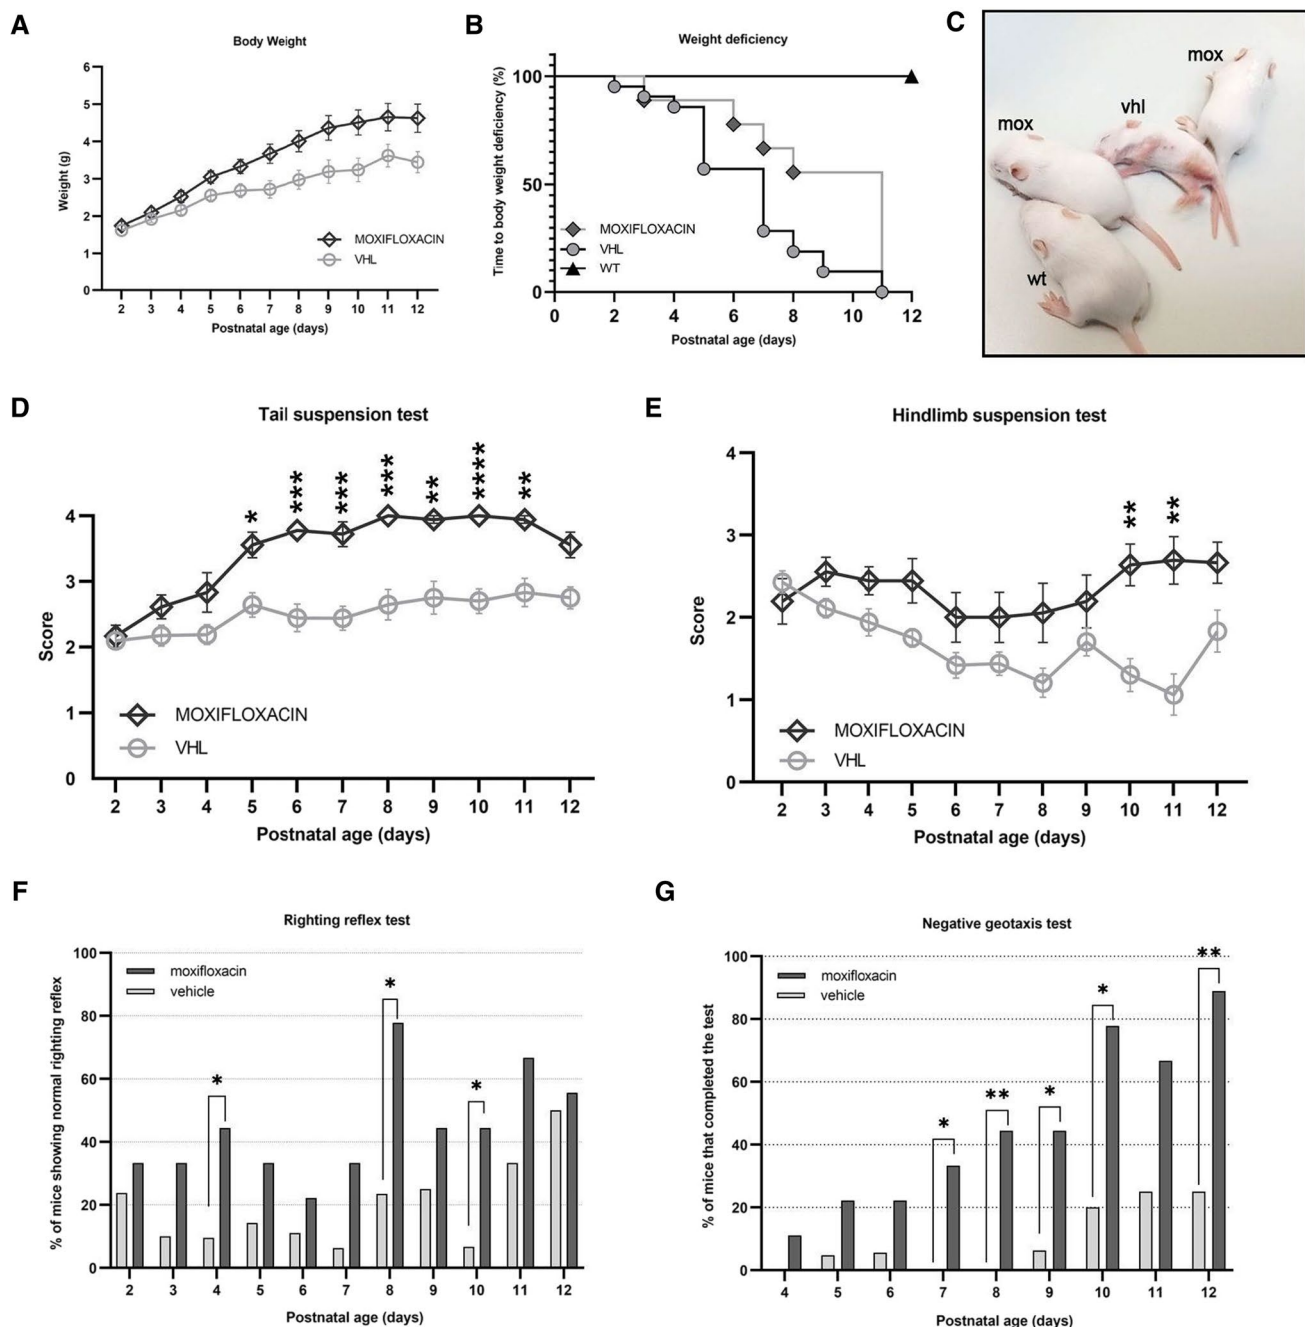 A
Body Weight
Weight (g)
6
5
4
3
2
1
0
MOXIFLOXACIN
VHL
2 3 4 5 6 7 8 9 10 11 12
Postnatal age (days)
B
Weight deficiency
Time to body weight deficiency (%)
100
50
0
MOXIFLOXACIN
VHL
WT
0 2 4 6 8 10 12
Postnatal age (days)
C
mox
vhl
mox
wt
D
Tail suspension test
Score
* *** *** *** ** **** **
4
3
2
1
0
MOXIFLOXACIN
VHL
2 3 4 5 6 7 8 9 10 11 12
Postnatal age (days)
E
Hindlimb suspension test
Score
** **
4
3
2
1
0
MOXIFLOXACIN
VHL
2 3 4 5 6 7 8 9 10 11 12
Postnatal age (days)
F
Righting reflex test
% of mice showing normal righting reflex
100
80
60
40
20
0
moxifloxacin
vehicle
* * *
2 3 4 5 6 7 8 9 10 11 12
Postnatal age (days)
G
Negative geotaxis test
% of mice that completed the test
100
80
60
40
20
0
moxifloxacin
vehicle
* ** * * **
4 5 6 7 8 9 10 11 12
Postnatal age (days)